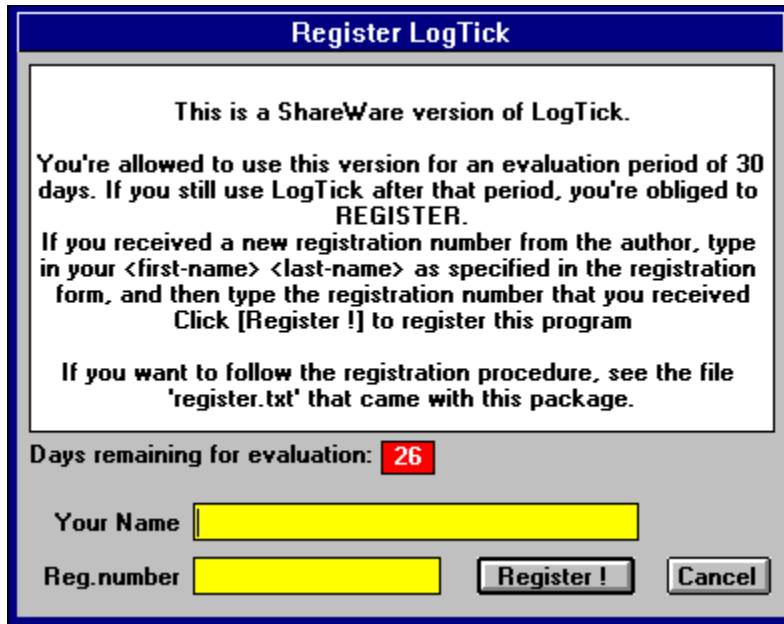 Register LogTick
This is a ShareWare version of LogTick.
You're allowed to use this version for an evaluation period of 30
days. If you still use LogTick after that period, you're obliged to
REGISTER.
If you received a new registration number from the author, type
in your <first-name> <last-name> as specified in the registration
form, and then type the registration number that you received
Click [Register !] to register this program
If you want to follow the registration procedure, see the file
'register.txt' that came with this package.
Days remaining for evaluation: 26
Your Name
Reg.number Register ! Cancel